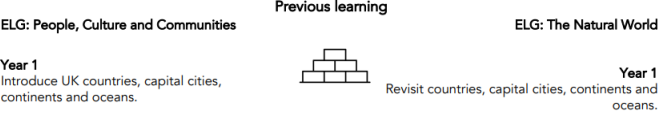 Previous learning
ELG: People, Culture and Communities
ELG: The Natural World
Year 1
Introduce UK countries, capital cities,
continents and oceans.
Year 1
Revisit countries, capital cities, continents and
oceans.